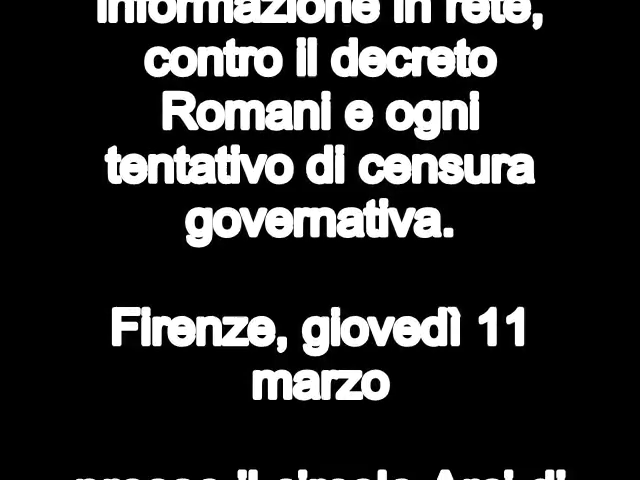 informazione in rete,
contro il decreto
Romani e ogni
tentativo di censura
governativa.
Firenze, giovedì 11
marzo
presso il circolo Arci di